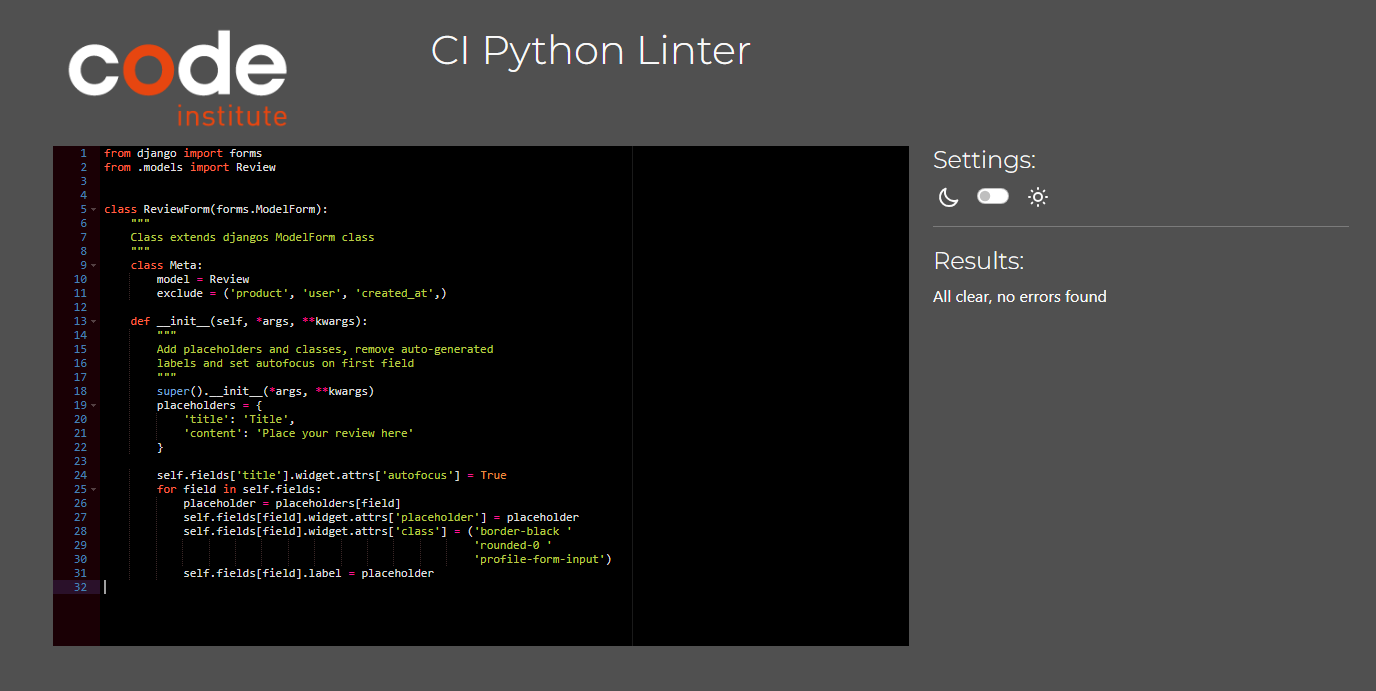 code
institute
CI Python Linter
1 from django import forms
2 from .models import Review
3
4
5 class ReviewForm(forms.ModelForm):
6     """
7     Class extends djangos ModelForm class
8     """
9     class Meta:
10         model = Review
11         exclude = ('product', 'user', 'created_at',)
12
13     def __init__(self, *args, **kwargs):
14         """
15         Add placeholders and classes, remove auto-generated
16         labels and set autofocus on first field
17         """
18         super().__init__(*args, **kwargs)
19         placeholders = {
20             'title': 'Title',
21             'content': 'Place your review here'
22         }
23
24         self.fields['title'].widget.attrs['autofocus'] = True
25         for field in self.fields:
26             placeholder = placeholders[field]
27             self.fields[field].widget.attrs['placeholder'] = placeholder
28             self.fields[field].widget.attrs['class'] = ('border-black '
29                                                         'rounded-0 '
30                                                         'profile-form-input')
31             self.fields[field].label = placeholder
32
Settings:
Results:
All clear, no errors found